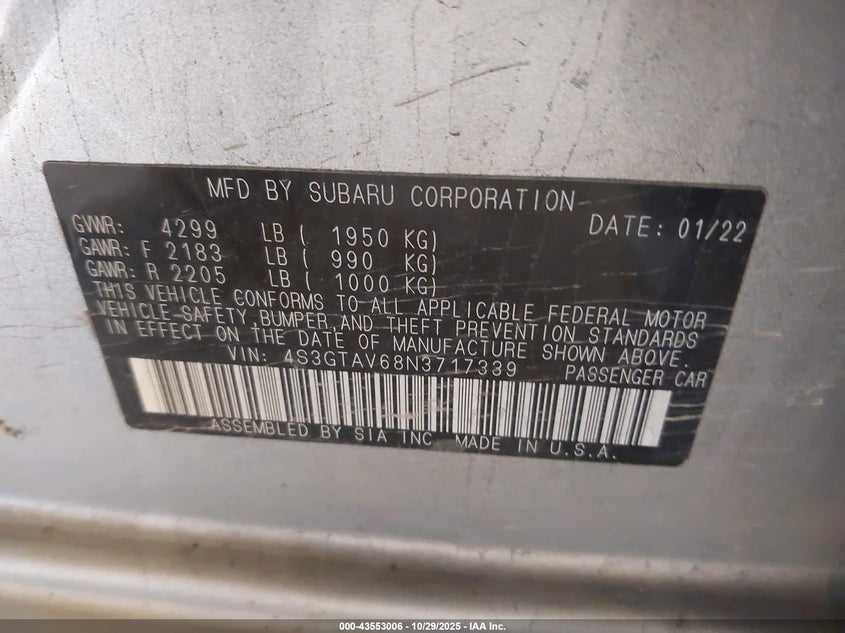 MFD BY SUBARU CORPORATION
DATE: 01/22
GVWR: 4299 LB ( 1950 KG)
GAWR: F 2183 LB ( 990 KG)
GAWR: R 2205 LB ( 1000 KG)
THIS VEHICLE CONFORMS TO ALL APPLICABLE FEDERAL MOTOR
VEHICLE SAFETY, BUMPER, AND THEFT PREVENTION STANDARDS
IN EFFECT ON THE DATE OF MANUFACTURE SHOWN ABOVE.
VIN: 4S3GTAV68N3717339 PASSENGER CAR
ASSEMBLED BY SIA INC. MADE IN U.S.A.
000-43553006 - 10/29/2025 - IAA Inc.